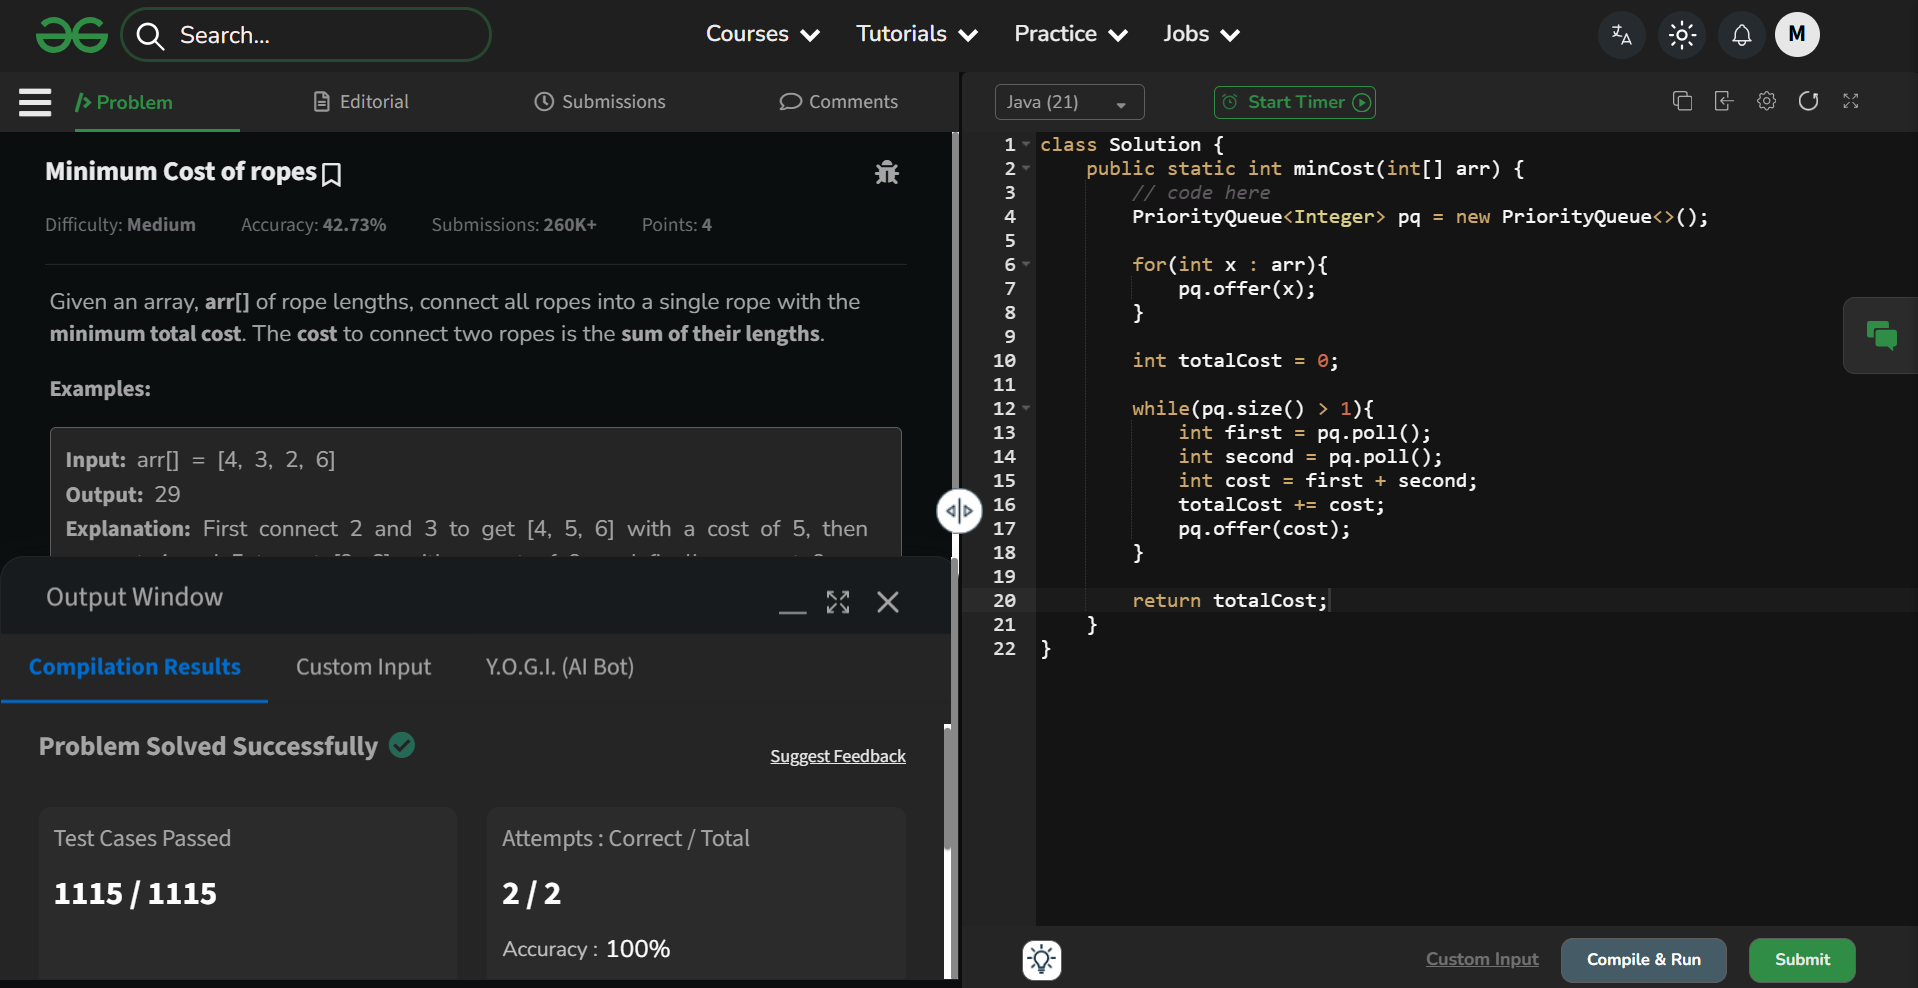 Search...
Courses
Tutorials
Practice
Jobs
M
Problem
Editorial
Submissions
Comments
Minimum Cost of ropes
Difficulty: Medium Accuracy: 42.73% Submissions: 260K+ Points: 4
Given an array, arr[] of rope lengths, connect all ropes into a single rope with the
minimum total cost. The cost to connect two ropes is the sum of their lengths.
Examples:
Input: arr[] = [4, 3, 2, 6]
Output: 29
Explanation: First connect 2 and 3 to get [4, 5, 6] with a cost of 5, then
Output Window
Compilation Results
Custom Input
Y.O.G.I. (AI Bot)
Problem Solved Successfully
Suggest Feedback
Test Cases Passed
1115 / 1115
Attempts : Correct / Total
2 / 2
Accuracy : 100%
Java (21)
Start Timer
1 class Solution {
2     public static int minCost(int[] arr) {
3         // code here
4         PriorityQueue<Integer> pq = new PriorityQueue<>();
5
6         for(int x : arr){
7             pq.offer(x);
8         }
9
10         int totalCost = 0;
11
12         while(pq.size() > 1){
13             int first = pq.poll();
14             int second = pq.poll();
15             int cost = first + second;
16             totalCost += cost;
17             pq.offer(cost);
18         }
19
20         return totalCost;
21     }
22 }
Custom Input
Compile & Run
Submit